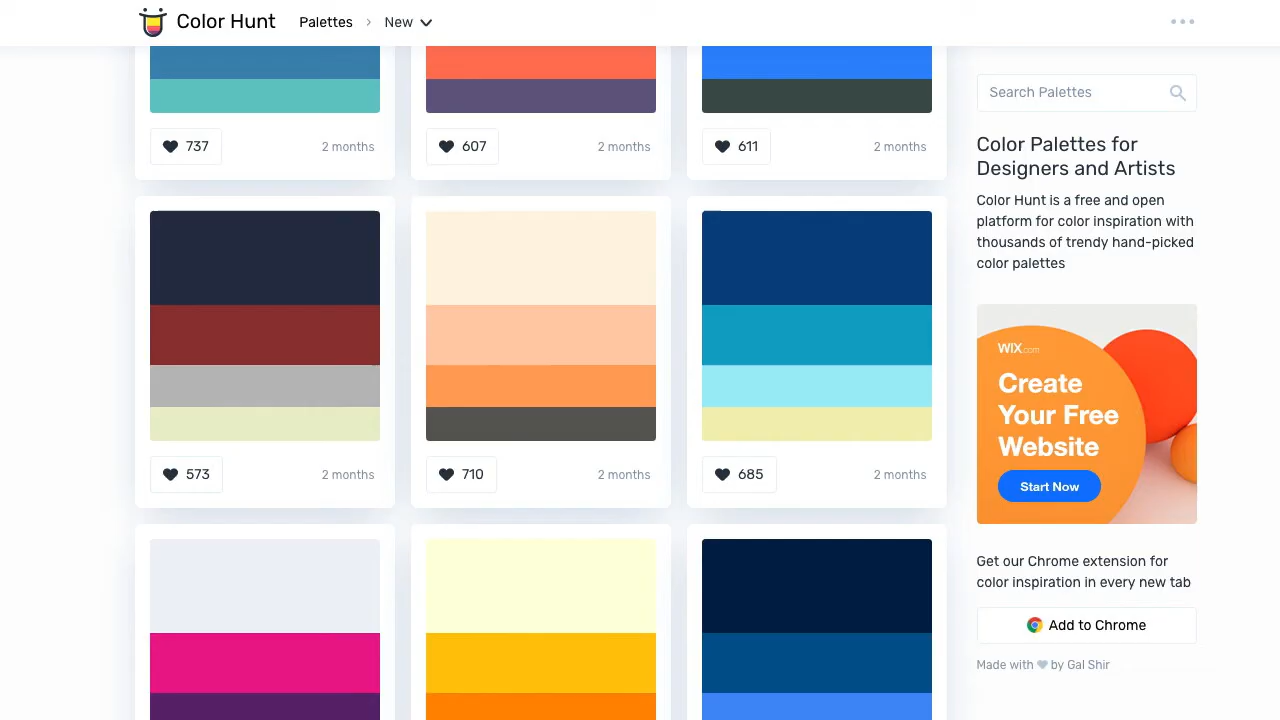 Color Hunt
Palettes
New
737
2 months
607
2 months
611
2 months
573
2 months
710
2 months
685
2 months
Search Palettes
Color Palettes for
Designers and Artists
Color Hunt is a free and open
platform for color inspiration with
thousands of trendy hand-picked
color palettes
WIX.com
Create
Your Free
Website
Start Now
Get our Chrome extension for
color inspiration in every new tab
Add to Chrome
Made with by Gal Shir